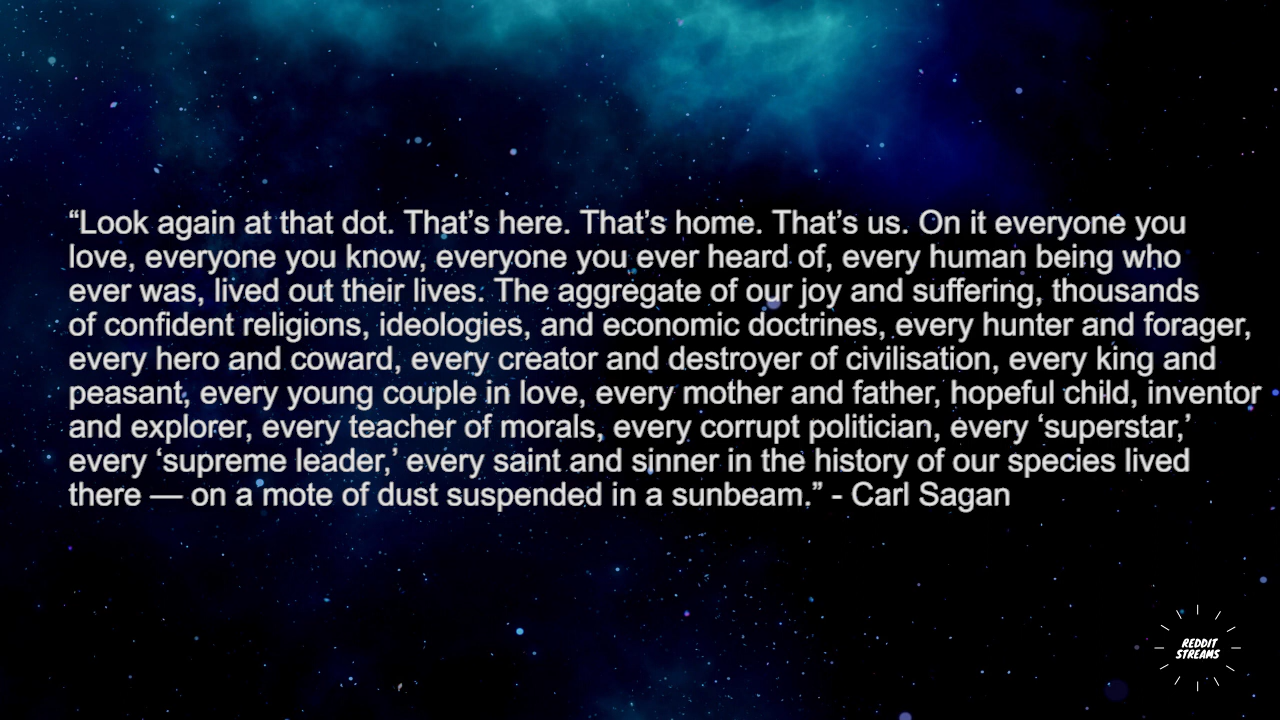 “Look again at that dot. That’s here. That’s home. That’s us. On it everyone you
love, everyone you know, everyone you ever heard of, every human being who
ever was, lived out their lives. The aggregate of our joy and suffering, thousands
of confident religions, ideologies, and economic doctrines, every hunter and forager,
every hero and coward, every creator and destroyer of civilisation, every king and
peasant, every young couple in love, every mother and father, hopeful child, inventor
and explorer, every teacher of morals, every corrupt politician, every ‘superstar,’
every ‘supreme leader,’ every saint and sinner in the history of our species lived
there — on a mote of dust suspended in a sunbeam.” - Carl Sagan
REDDIT
STREAMS